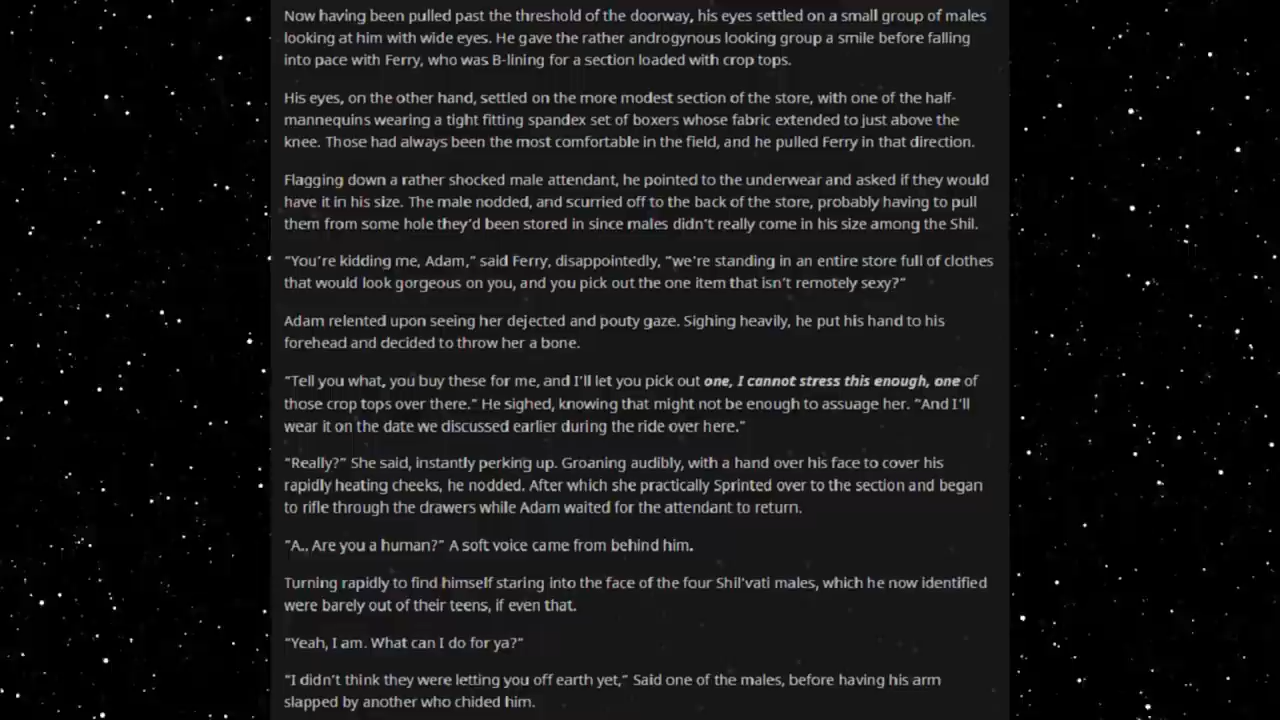 Now having been pulled past the threshold of the doorway, his eyes settled on a small group of males
looking at him with wide eyes. He gave the rather androgynous looking group a smile before falling
into pace with Ferry, who was B-lining for a section loaded with crop tops.
His eyes, on the other hand, settled on the more modest section of the store, with one of the half-
mannequins wearing a tight fitting spandex set of boxers whose fabric extended to just above the
knee. Those had always been the most comfortable in the field, and he pulled Ferry in that direction.
Flagging down a rather shocked male attendant, he pointed to the underwear and asked if they would
have it in his size. The male nodded, and scurried off to the back of the store, probably having to pull
them from some hole they’d been stored in since males didn’t really come in his size among the Shil.
“You’re kidding me, Adam,” said Ferry, disappointedly, “we’re standing in an entire store full of clothes
that would look gorgeous on you, and you pick out the one item that isn’t remotely sexy?”
Adam relented upon seeing her dejected and pouty gaze. Sighing heavily, he put his hand to his
forehead and decided to throw her a bone.
“Tell you what, you buy these for me, and I’ll let you pick out one, I cannot stress this enough, one of
those crop tops over there.” He sighed, knowing that might not be enough to assuage her. “And I’ll
wear it on the date we discussed earlier during the ride over here.”
“Really?” She said, instantly perking up. Groaning audibly, with a hand over his face to cover his
rapidly heating cheeks, he nodded. After which she practically Sprinted over to the section and began
to rifle through the drawers while Adam waited for the attendant to return.
“A.. Are you a human?” A soft voice came from behind him.
Turning rapidly to find himself staring into the face of the four Shil’vati males, which he now identified
were barely out of their teens, if even that.
“Yeah, I am. What can I do for ya?”
“I didn’t think they were letting you off earth yet,” Said one of the males, before having his arm
slapped by another who chided him.